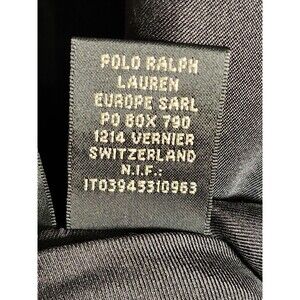 POLO RALPH
LAUREN
EUROPE SARL
PO BOX 790
1214 VERNIER
SWITZERLAND
N.I.F.:
IT03945310963